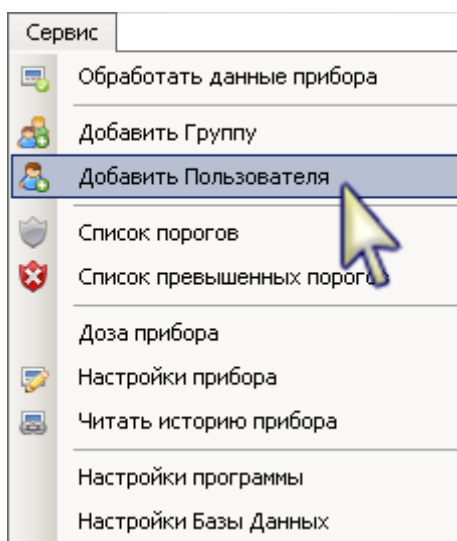 Сервис
Обработать данные прибора
Добавить Группу
Добавить Пользователя
Список порогов
Список превышенных порогов
Доза прибора
Настройки прибора
Читать историю прибора
Настройки программы
Настройки Базы Данных